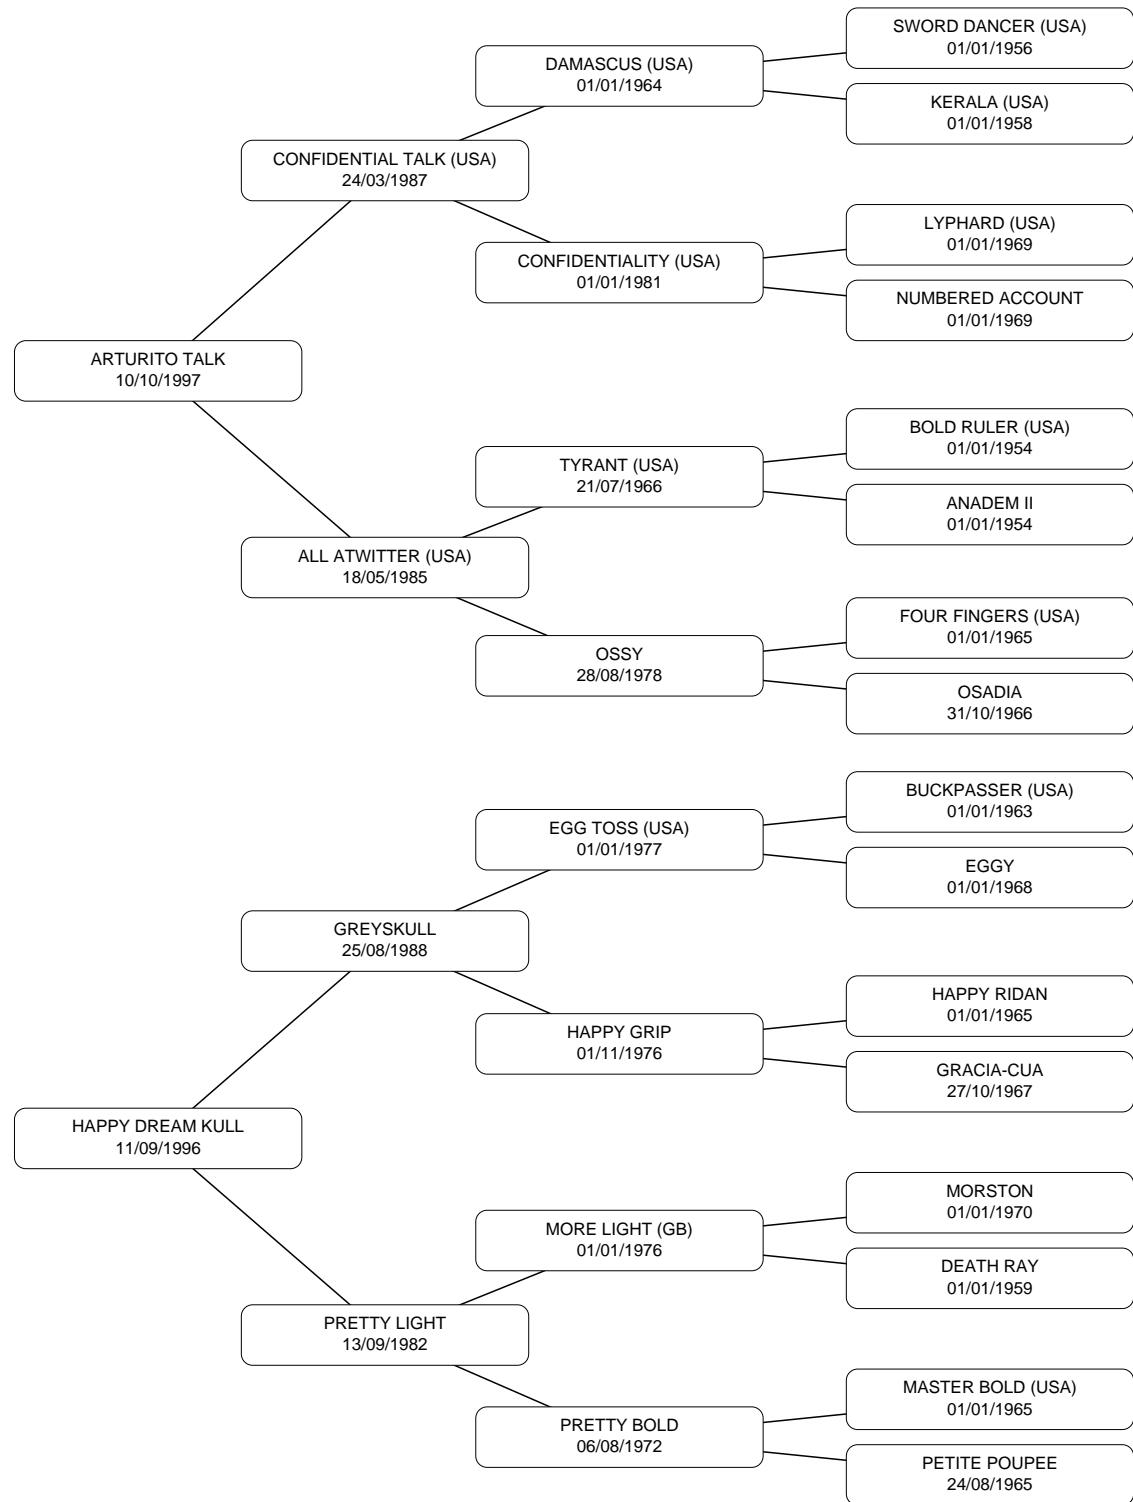 SWORD DANCER (USA)
01/01/1956
DAMASCUS (USA)
01/01/1964
KERALA (USA)
01/01/1958
CONFIDENTIAL TALK (USA)
24/03/1987
LYPHARD (USA)
01/01/1969
CONFIDENTIALITY (USA)
01/01/1981
NUMBERED ACCOUNT
01/01/1969
ARTURITO TALK
10/10/1997
BOLD RULER (USA)
01/01/1954
TYRANT (USA)
21/07/1966
ANADEM II
01/01/1954
ALL ATWITTER (USA)
18/05/1985
FOUR FINGERS (USA)
01/01/1965
OSSY
28/08/1978
OSADIA
31/10/1966
BUCKPASSER (USA)
01/01/1963
EGG TOSS (USA)
01/01/1977
EGGY
01/01/1968
GREYSKULL
25/08/1988
HAPPY RIDAN
01/01/1965
HAPPY GRIP
01/11/1976
GRACIA-CUA
27/10/1967
HAPPY DREAM KULL
11/09/1996
MORSTON
01/01/1970
MORE LIGHT (GB)
01/01/1976
DEATH RAY
01/01/1959
PRETTY LIGHT
13/09/1982
MASTER BOLD (USA)
01/01/1965
PRETTY BOLD
06/08/1972
PETITE POUPEE
24/08/1965